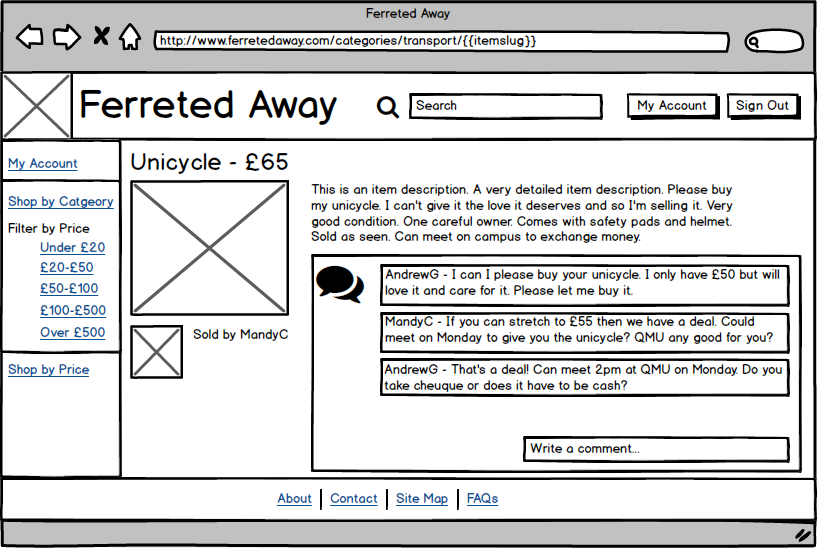 Ferreted Away
http://www.ferretedaway.com/categories/transport/{{itemslug}}
Ferreted Away
Search
My Account
Sign Out
My Account
Shop by Catgeory
Filter by Price
Under £20
£20-£50
£50-£100
£100-£500
Over £500
Shop by Price
Unicycle - £65
Sold by MandyC
This is an item description. A very detailed item description. Please buy
my unicycle. I can't give it the love it deserves and so I'm selling it. Very
good condition. One careful owner. Comes with safety pads and helmet.
Sold as seen. Can meet on campus to exchange money.
AndrewG - I can I please buy your unicycle. I only have £50 but will
love it and care for it. Please let me buy it.
MandyC - If you can stretch to £55 then we have a deal. Could
meet on Monday to give you the unicycle? QMU any good for you?
AndrewG - That's a deal! Can meet 2pm at QMU on Monday. Do you
take cheuque or does it have to be cash?
Write a comment...
About
Contact
Site Map
FAQs